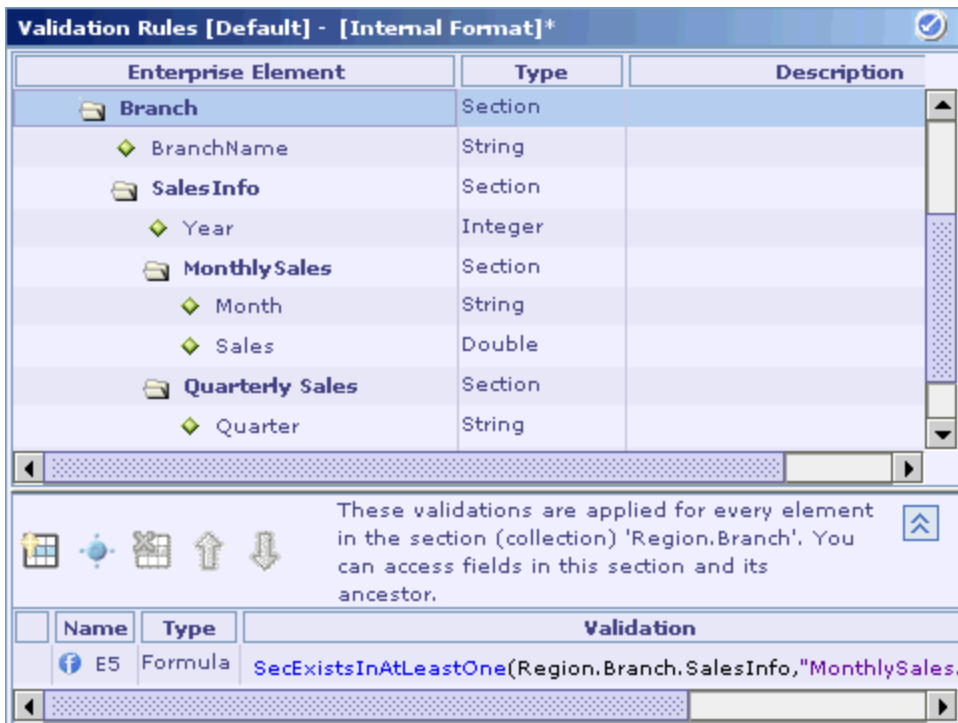 Validation Rules [Default] - [Internal Format]*
Enterprise Element Type Description
Branch Section
BranchName String
SalesInfo Section
Year Integer
MonthlySales Section
Month String
Sales Double
Quarterly Sales Section
Quarter String
These validations are applied for every element
in the section (collection) 'Region.Branch'. You
can access fields in this section and its
ancestor.
Name Type Validation
f E5 Formula SecExistsInAtLeastOne(Region.Branch.SalesInfo,"MonthlySales.